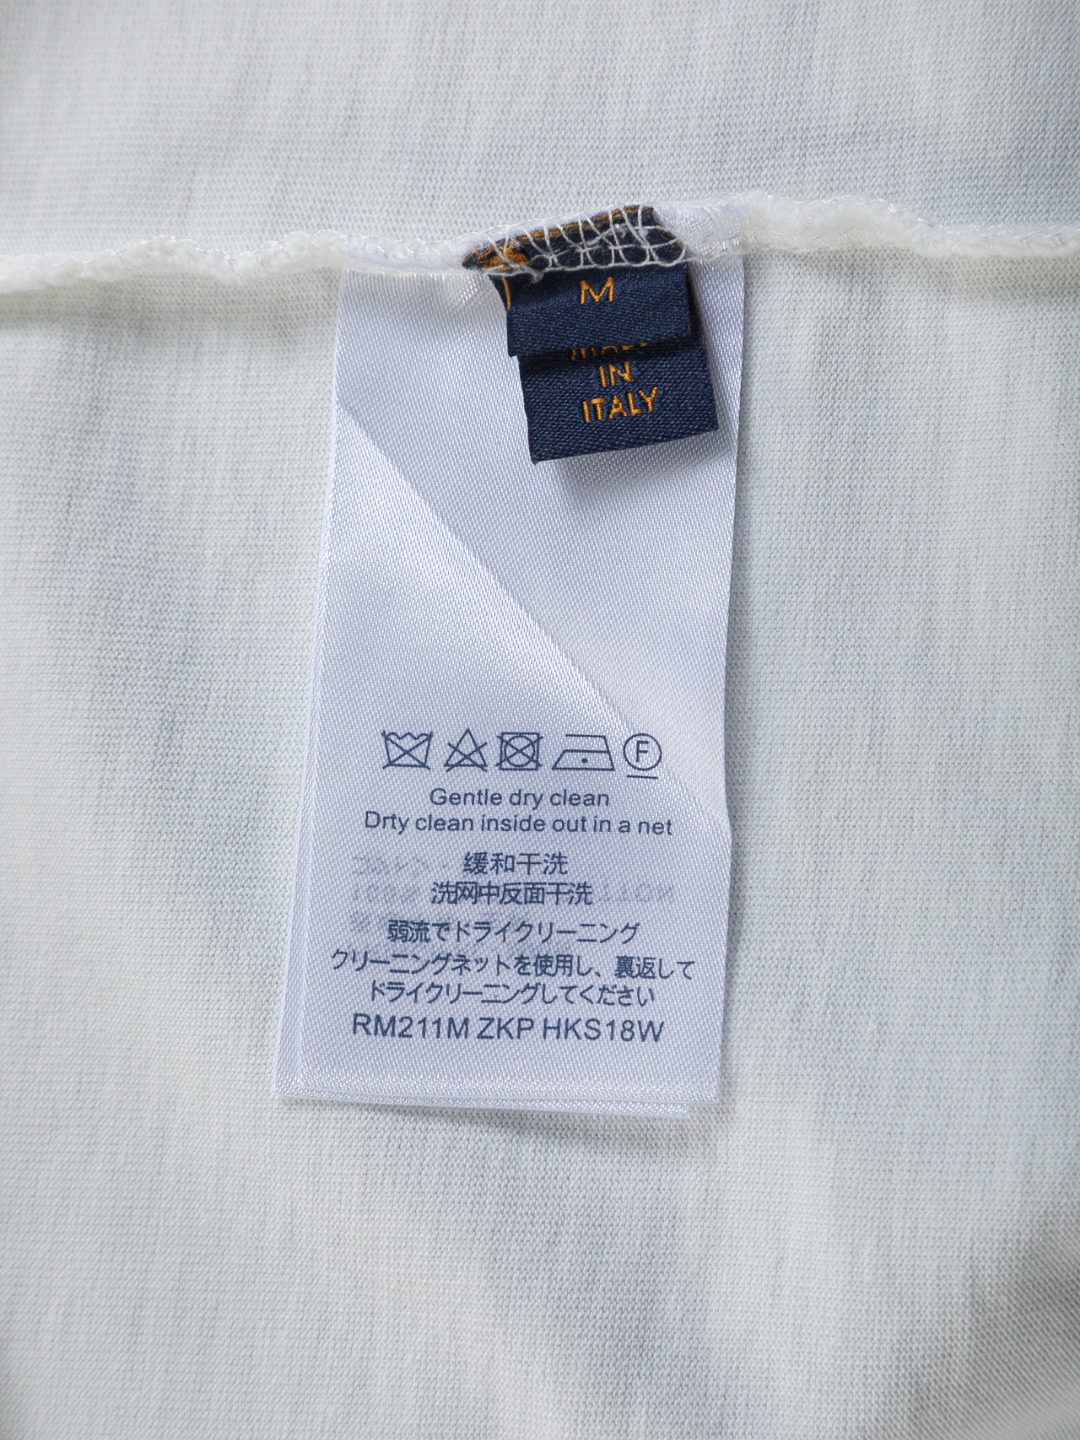 M
MADE
IN
ITALY
F
Gentle dry clean
Drty clean inside out in a net
缓和干洗
洗网中反面干洗
弱流でドライクリーニング
クリーニングネットを使用し、裏返して
ドライクリーニングしてください
RM211M ZKP HKS18W